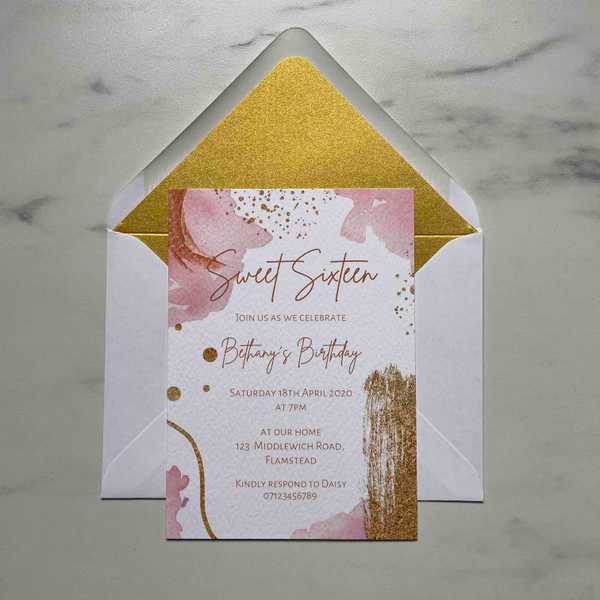 Sweet Sixteen
Join us as we celebrate
Bethany's Birthday
Saturday 18th April 2020
at 7pm
at our home
123 Middlewich Road,
Flamstead
Kindly respond to Daisy
07123456789